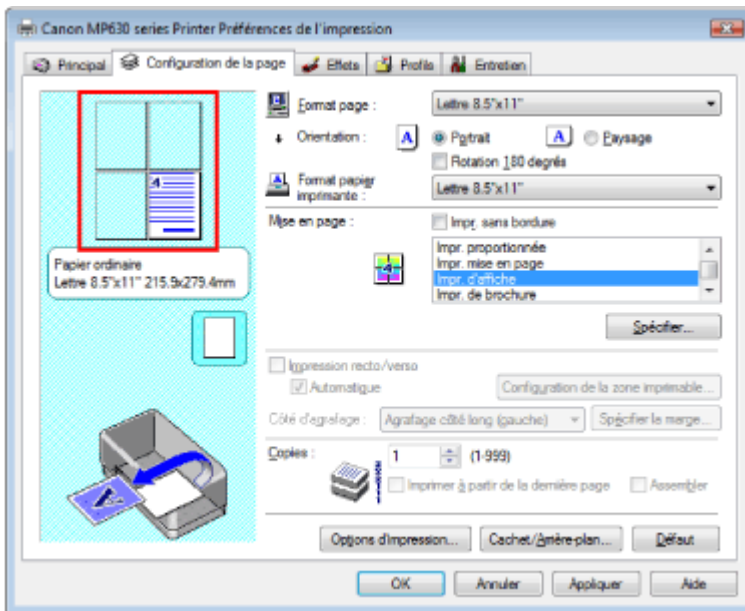 Canon MP630 series Printer Préférences de l'impression
Principal Configuration de la page Effets Profils Entretien
Format page : Lettre 8.5"x11"
Orientation : A Portrait A Paysage
Rotation 180 degrés
Format papier imprimante : Lettre 8.5"x11"
Mise en page : Impr. sans bordure
Impr. proportionnée
Impr. mise en page
Impr. d'affiche
Impr. de brochure
Papier ordinaire
Lettre 8.5"x11" 215.9x279.4mm
Spécifier...
Impression recto/verso
Automatique Configuration de la zone imprimable...
Côté d'agrafage : Agrafage côté long (gauche) Spécifier la marge...
Copies : 1 (1-999)
Imprimer à partir de la dernière page Assembler
Options d'impression... Cachet/Arrière-plan... Défaut
OK Annuler Appliquer Aide